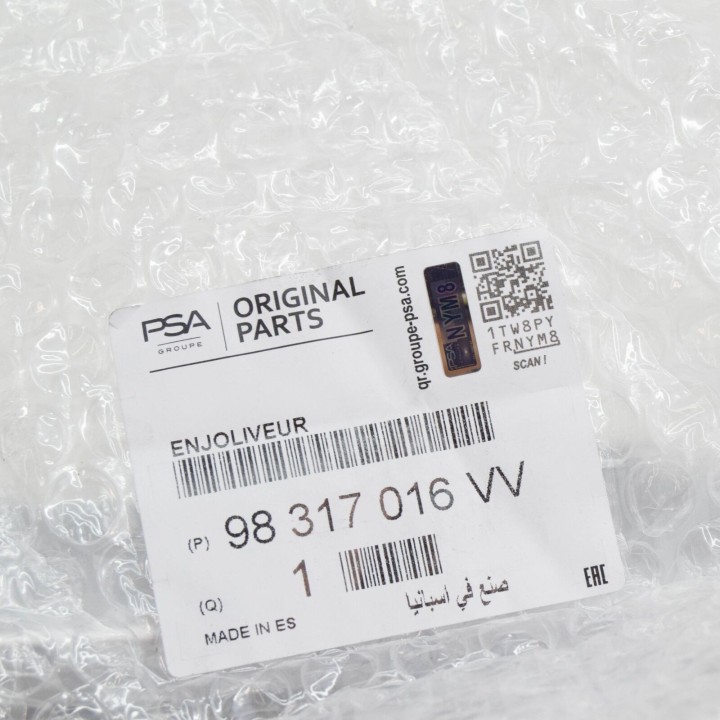 PSA
GROUPE
ORIGINAL
PARTS
qr.groupe-psa.com
PSA NYM8
1TW8PY
FRNYM8
SCAN!
ENJOLIVEUR
(P) 98 317 016 VV
(Q) 1
صنع في اسبانيا
MADE IN ES
EAC